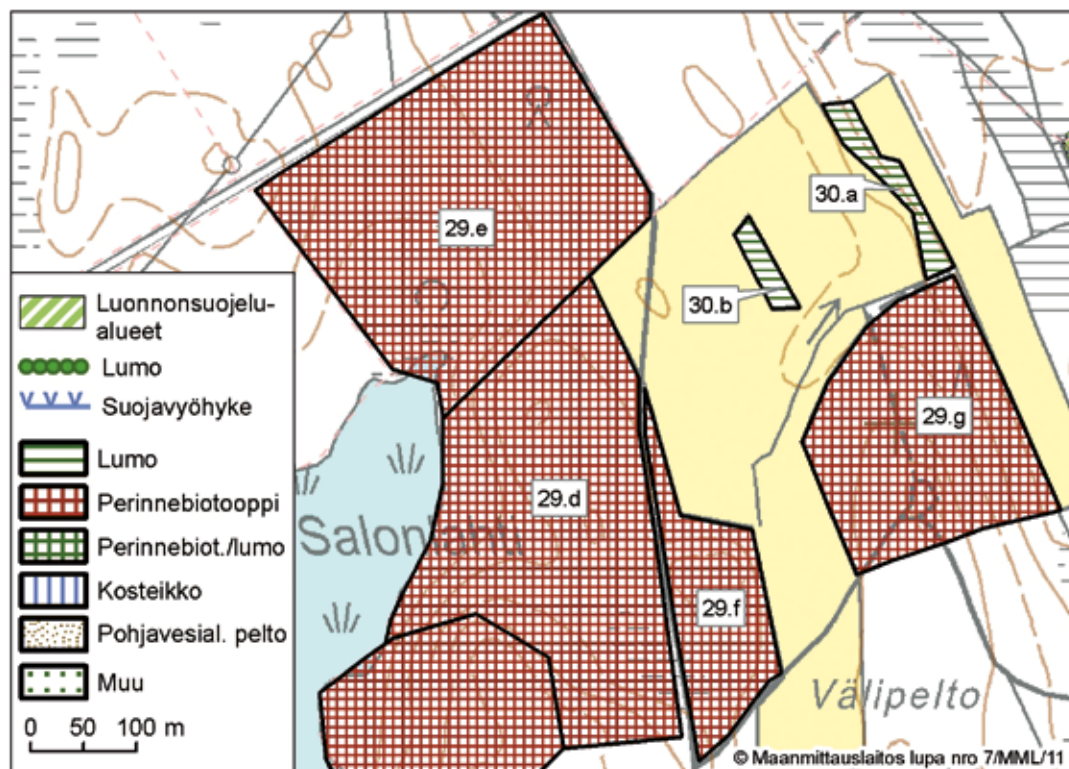 30.a
29.e
30.b
Luonnonsuojelu-
alueet
Lumo
Suojavyöhyke
29.g
Lumo
Perinnebiotooppi
29.d
Salonlahti
Perinnebiot./lumo
Kosteikko
29.f
Pohjavesial. pelto
Muu
Välipelto
0 50 100 m
© Maanmittauslaitos lupa nro 7/MML/11